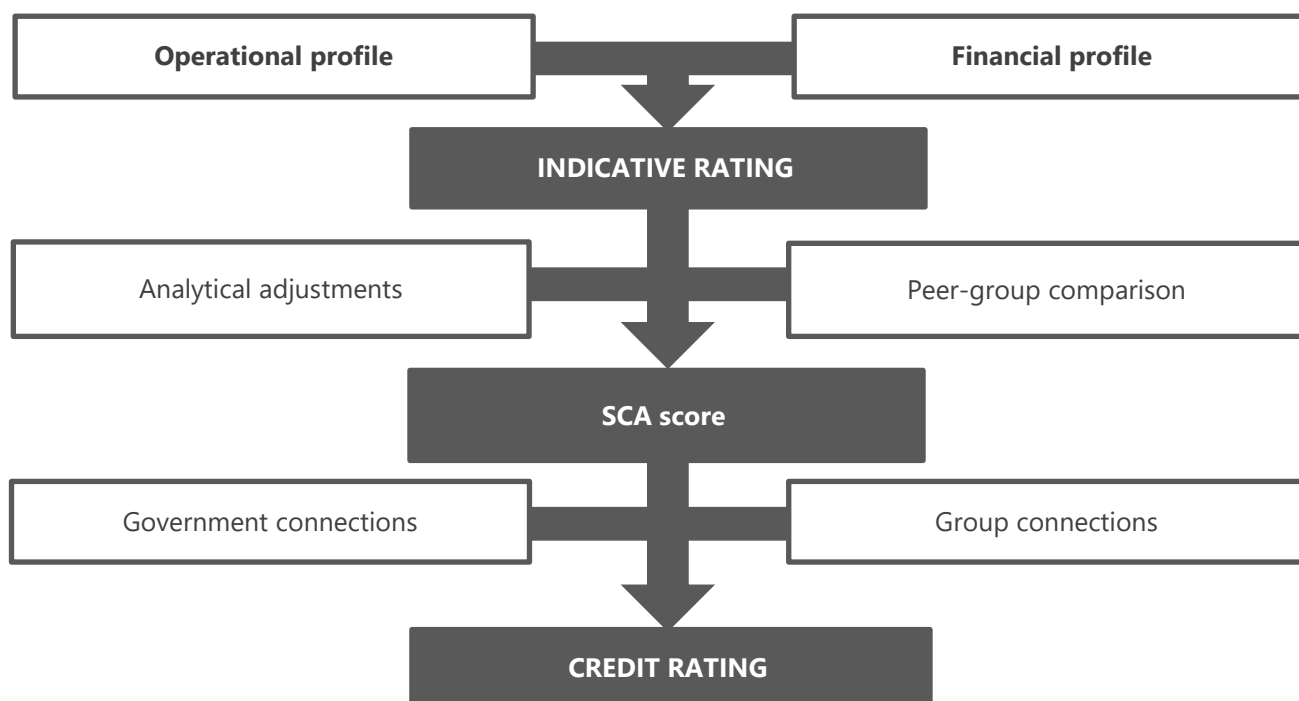 Operational profile
Financial profile
INDICATIVE RATING
Analytical adjustments
Peer-group comparison
SCA score
Government connections
Group connections
CREDIT RATING